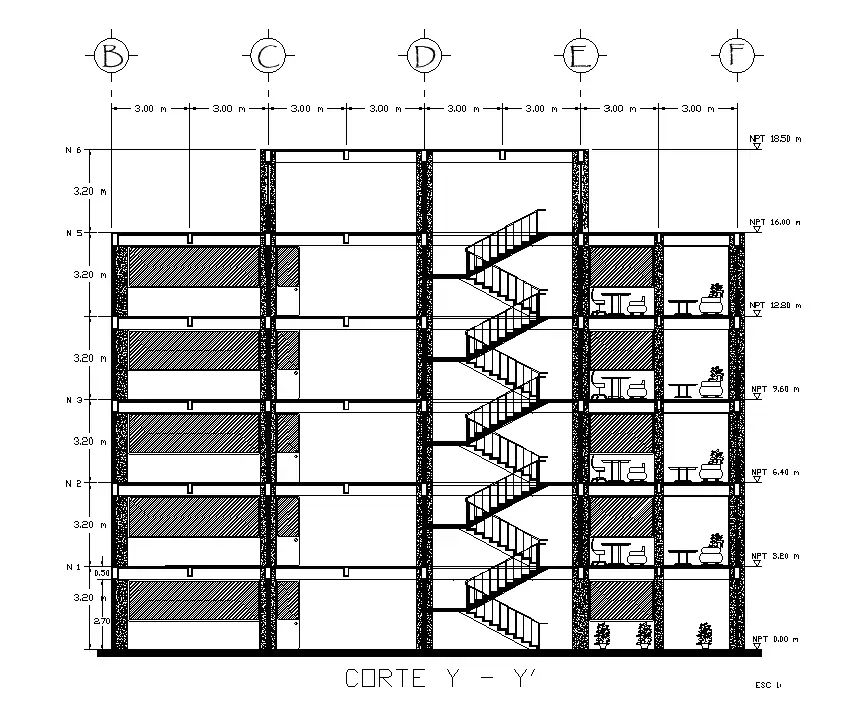 B C D E F
3.00 m 3.00 m 3.00 m 3.00 m 3.00 m 3.00 m 3.00 m 3.00 m
NPT 18.50 m
N 6
3.20 m
NPT 16.00 m
N 5
3.20 m
NPT 12.80 m
3.20 m
NPT 9.60 m
N 3
3.20 m
NPT 6.40 m
N 2
3.20 m
NPT 3.20 m
N 1
0.50
3.20 m
2.70
NPT 0.00 m
CORTE Y - Y'
ESC